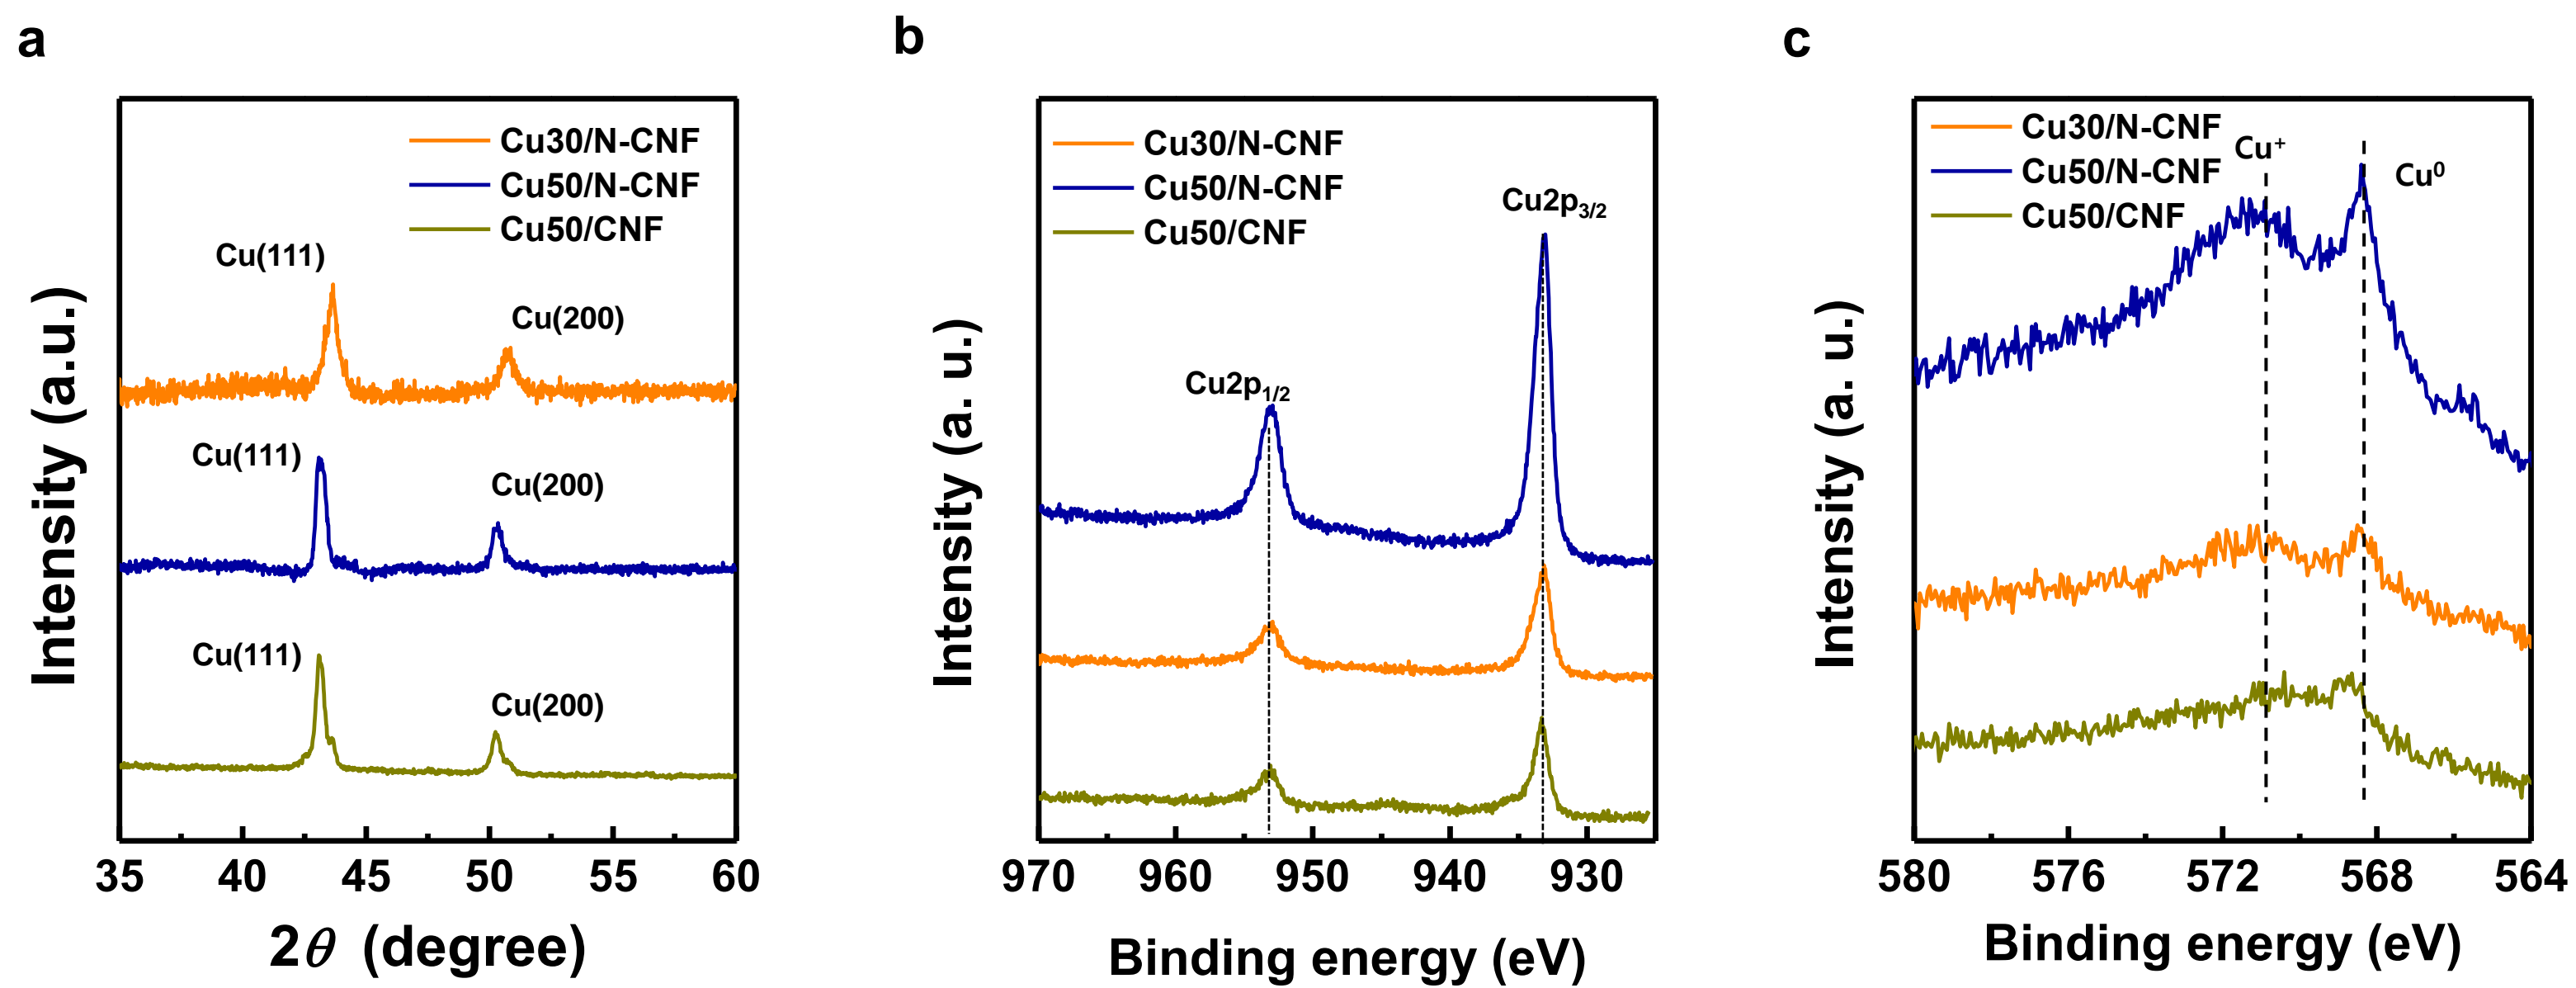 a
Cu30/N-CNF
Cu50/N-CNF
Cu50/CNF
Cu(111)
Cu(200)
Cu(111)
Cu(200)
Cu(111)
Cu(200)
Intensity (a.u.)
35 40 45 50 55 60
2θ (degree)
b
Cu30/N-CNF
Cu50/N-CNF
Cu50/CNF
Cu2p3/2
Cu2p1/2
Intensity (a. u.)
970 960 950 940 930
Binding energy (eV)
c
Cu30/N-CNF
Cu50/N-CNF
Cu50/CNF
Cu⁺
Cu⁰
Intensity (a. u.)
580 576 572 568 564
Binding energy (eV)